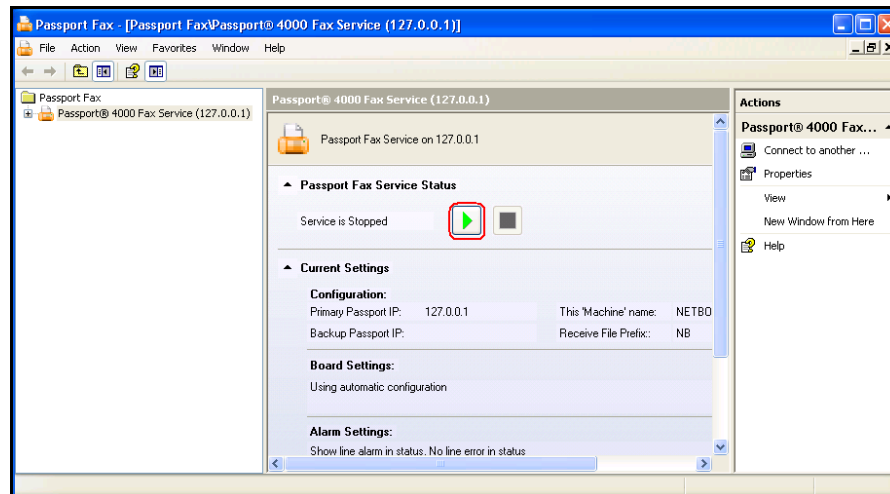 Passport Fax - [Passport Fax\Passport® 4000 Fax Service (127.0.0.1)]
File Action View Favorites Window Help
Passport Fax
Passport® 4000 Fax Service (127.0.0.1)
Passport® 4000 Fax Service (127.0.0.1)
Passport Fax Service on 127.0.0.1
Passport Fax Service Status
Service is Stopped
Current Settings
Configuration:
Primary Passport IP: 127.0.0.1 This 'Machine' name: NETBO
Backup Passport IP: Receive File Prefix:: NB
Board Settings:
Using automatic configuration
Alarm Settings:
Show line alarm in status. No line error in status
Actions
Passport® 4000 Fax...
Connect to another ...
Properties
View
New Window from Here
Help